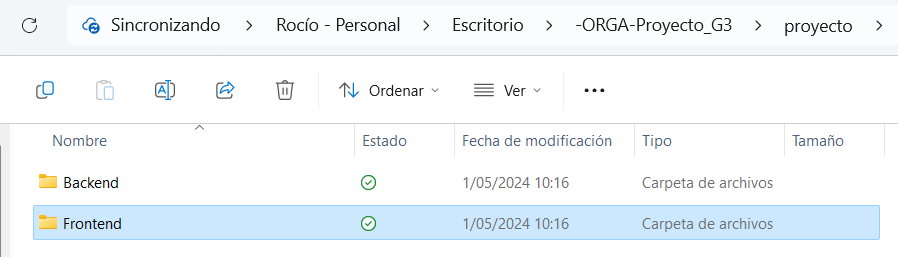 Sincronizando > Rocío - Personal > Escritorio > -ORGA-Proyecto_G3 > proyecto >
Ordenar Ver
Nombre Estado Fecha de modificación Tipo Tamaño
Backend 1/05/2024 10:16 Carpeta de archivos
Frontend 1/05/2024 10:16 Carpeta de archivos